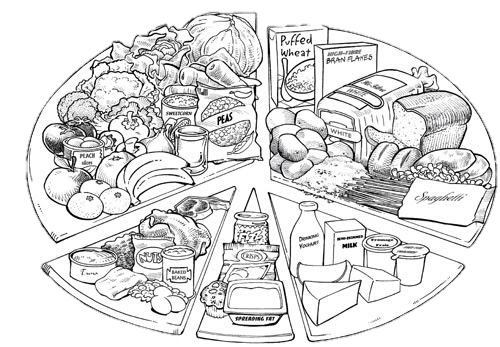 Puffed
Wheat
HIGH-FIBRE
BRAN FLAKES
WHITE
SWEETCORN
PEAS
PEACH
slices
Spaghetti
Tuna
NUTS
BAKED
BEANS
CRISPS
SPREADING FAT
DRINKING
YOGHURT
SEMI-SKIMMED
MILK